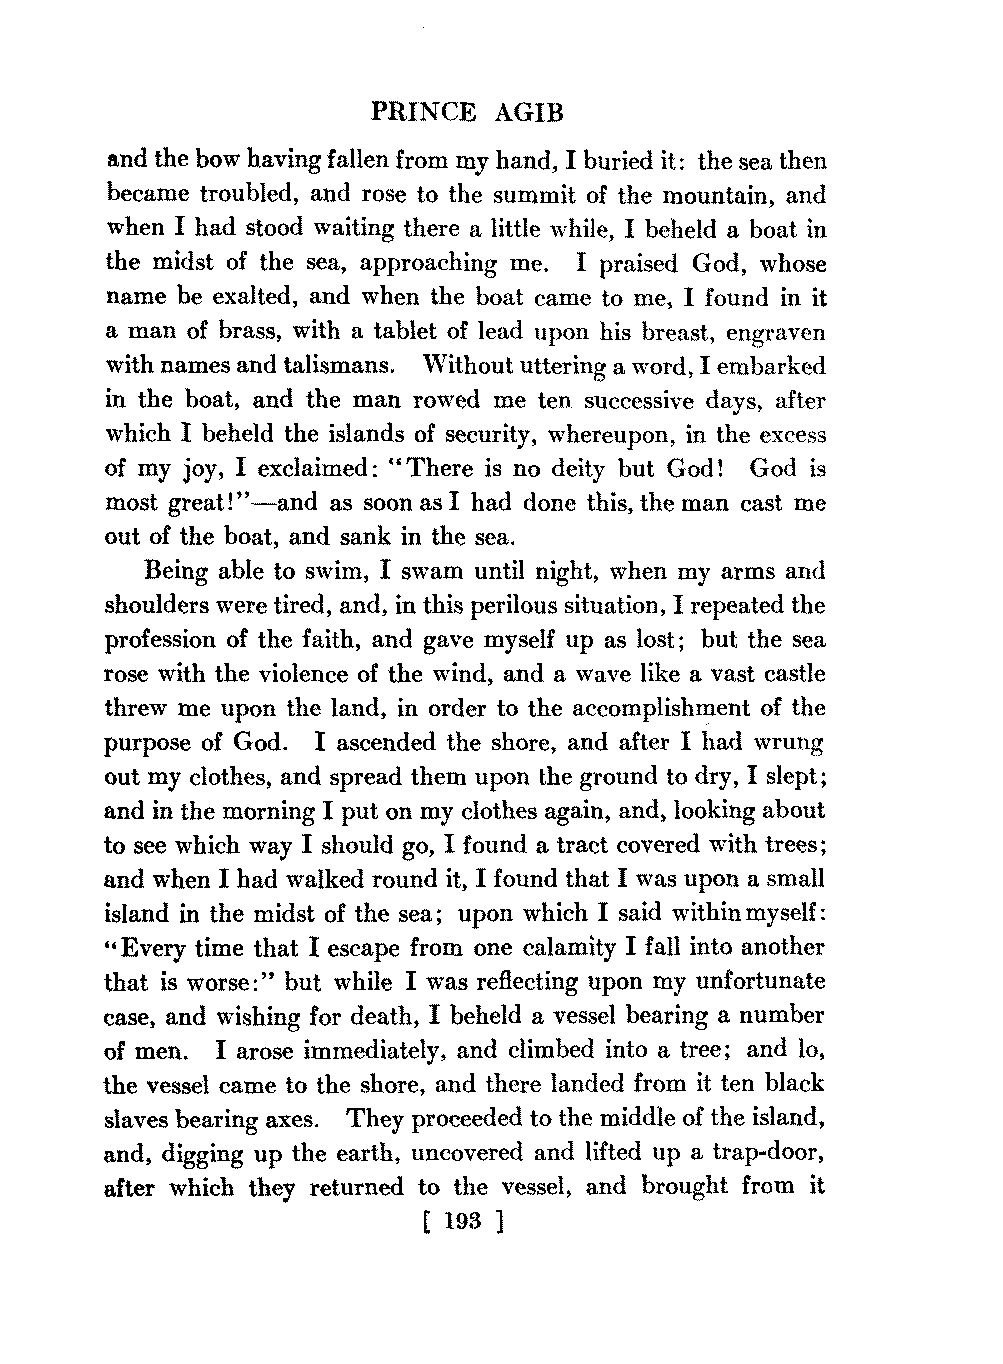 PRINCE AGIB
and the bow having fallen from my hand, I buried it: the sea then
became troubled, and rose to the summit of the mountain, and
when I had stood waiting there a little while, I beheld a boat in
the midst of the sea, approaching me. I praised God, whose
name be exalted, and when the boat came to me, I found in it
a man of brass, with a tablet of lead upon his breast, engraven
with names and talismans. Without uttering a word, I embarked
in the boat, and the man rowed me ten successive days, after
which I beheld the islands of security, whereupon, in the excess
of my joy, I exclaimed: “There is no deity but God! God is
most great!”—and as soon as I had done this, the man cast me
out of the boat, and sank in the sea.
Being able to swim, I swam until night, when my arms and
shoulders were tired, and, in this perilous situation, I repeated the
profession of the faith, and gave myself up as lost; but the sea
rose with the violence of the wind, and a wave like a vast castle
threw me upon the land, in order to the accomplishment of the
purpose of God. I ascended the shore, and after I had wrung
out my clothes, and spread them upon the ground to dry, I slept;
and in the morning I put on my clothes again, and, looking about
to see which way I should go, I found a tract covered with trees;
and when I had walked round it, I found that I was upon a small
island in the midst of the sea; upon which I said within myself:
“Every time that I escape from one calamity I fall into another
that is worse:” but while I was reflecting upon my unfortunate
case, and wishing for death, I beheld a vessel bearing a number
of men. I arose immediately, and climbed into a tree; and lo,
the vessel came to the shore, and there landed from it ten black
slaves bearing axes. They proceeded to the middle of the island,
and, digging up the earth, uncovered and lifted up a trap-door,
after which they returned to the vessel, and brought from it
[ 193 ]